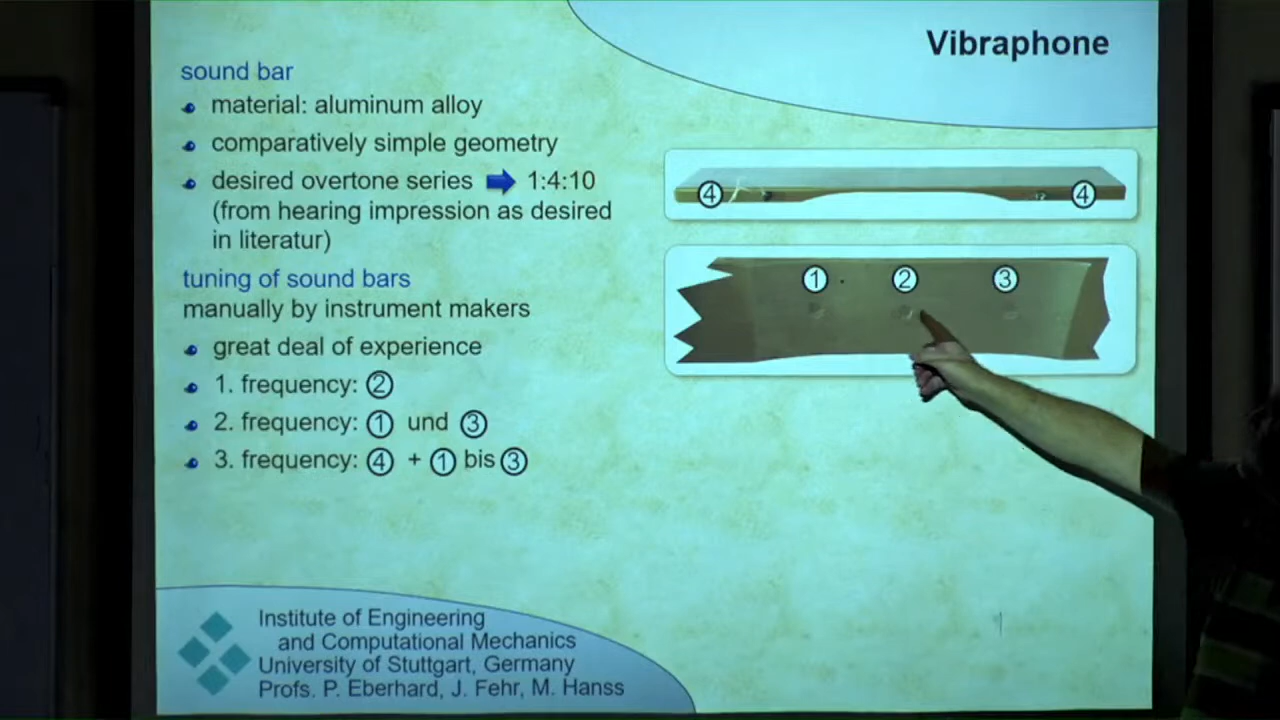 Vibraphone
sound bar
material: aluminum alloy
comparatively simple geometry
desired overtone series 1:4:10
(from hearing impression as desired
in literatur)
tuning of sound bars
manually by instrument makers
great deal of experience
1. frequency: ②
2. frequency: ① und ③
3. frequency: ④ + ① bis ③
④ ④
① ② ③
Institute of Engineering
and Computational Mechanics
University of Stuttgart, Germany
Profs. P. Eberhard, J. Fehr, M. Hanss